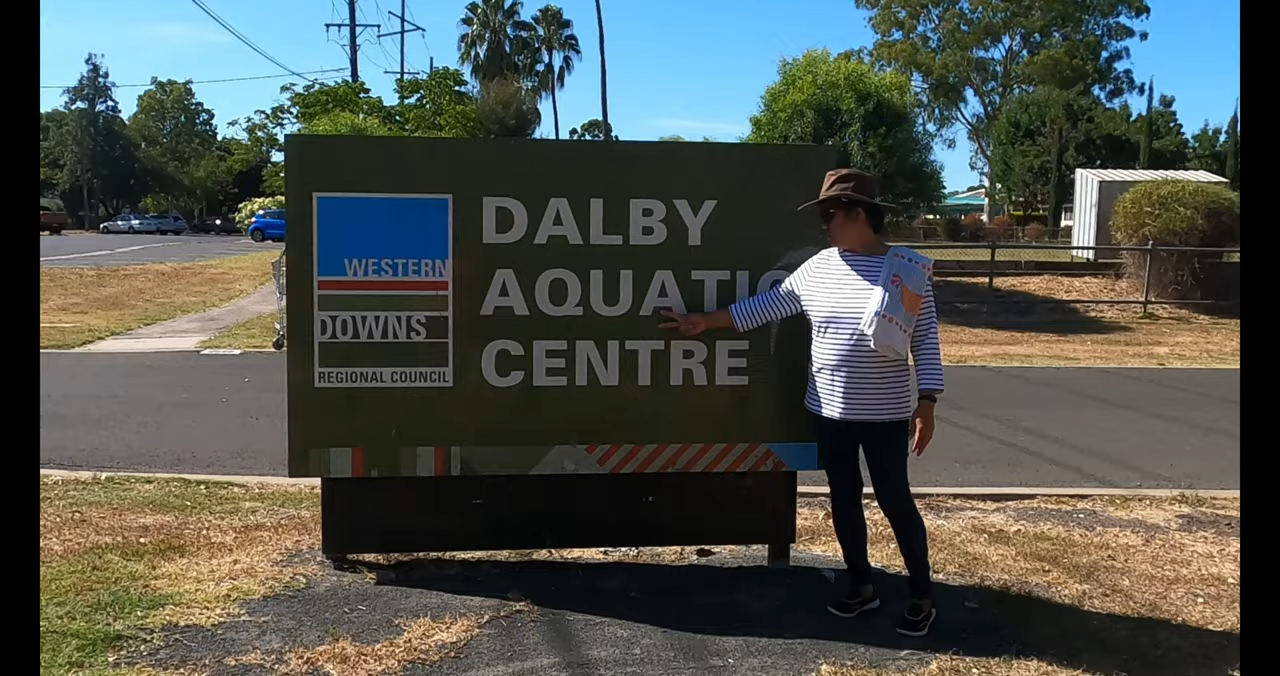 WESTERN
DOWNS
REGIONAL COUNCIL
DALBY
AQUATIC
CENTRE